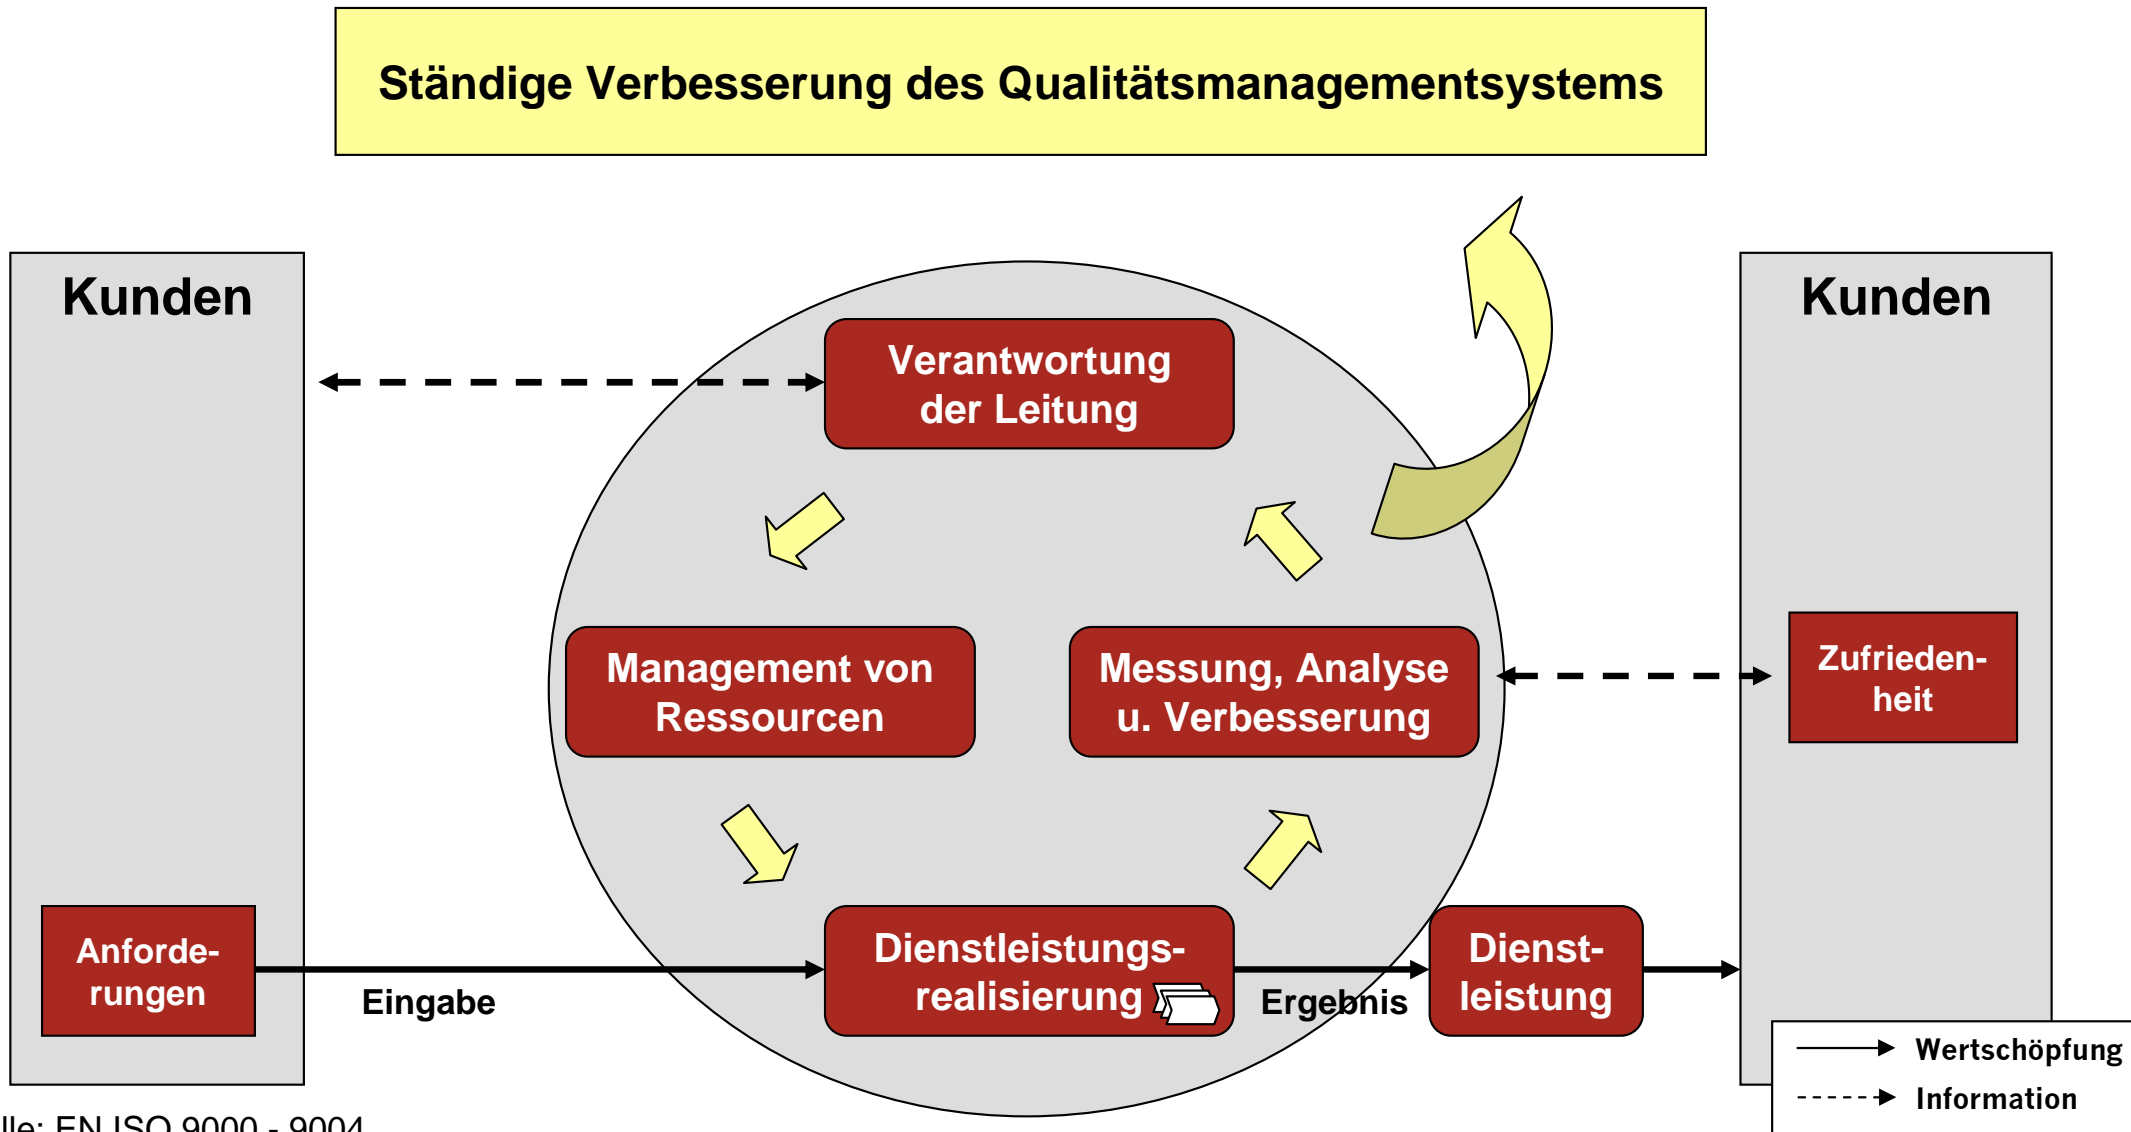 Ständige Verbesserung des Qualitätsmanagementsystems
Kunden
Kunden
Verantwortung
der Leitung
Management von
Ressourcen
Messung, Analyse
u. Verbesserung
Zufrieden-
heit
Anforde-
rungen
Eingabe
Dienstleistungs-
realisierung
Ergebnis
Dienst-
leistung
Wertschöpfung
Information
EN ISO 9000 - 9004